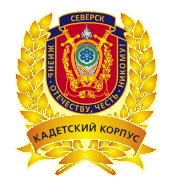 СЕВЕРСК
ЖИЗНЬ - ОТЕЧЕСТВУ, ЧЕСТЬ - НИКОМУ!
КАДЕТСКИЙ КОРПУС